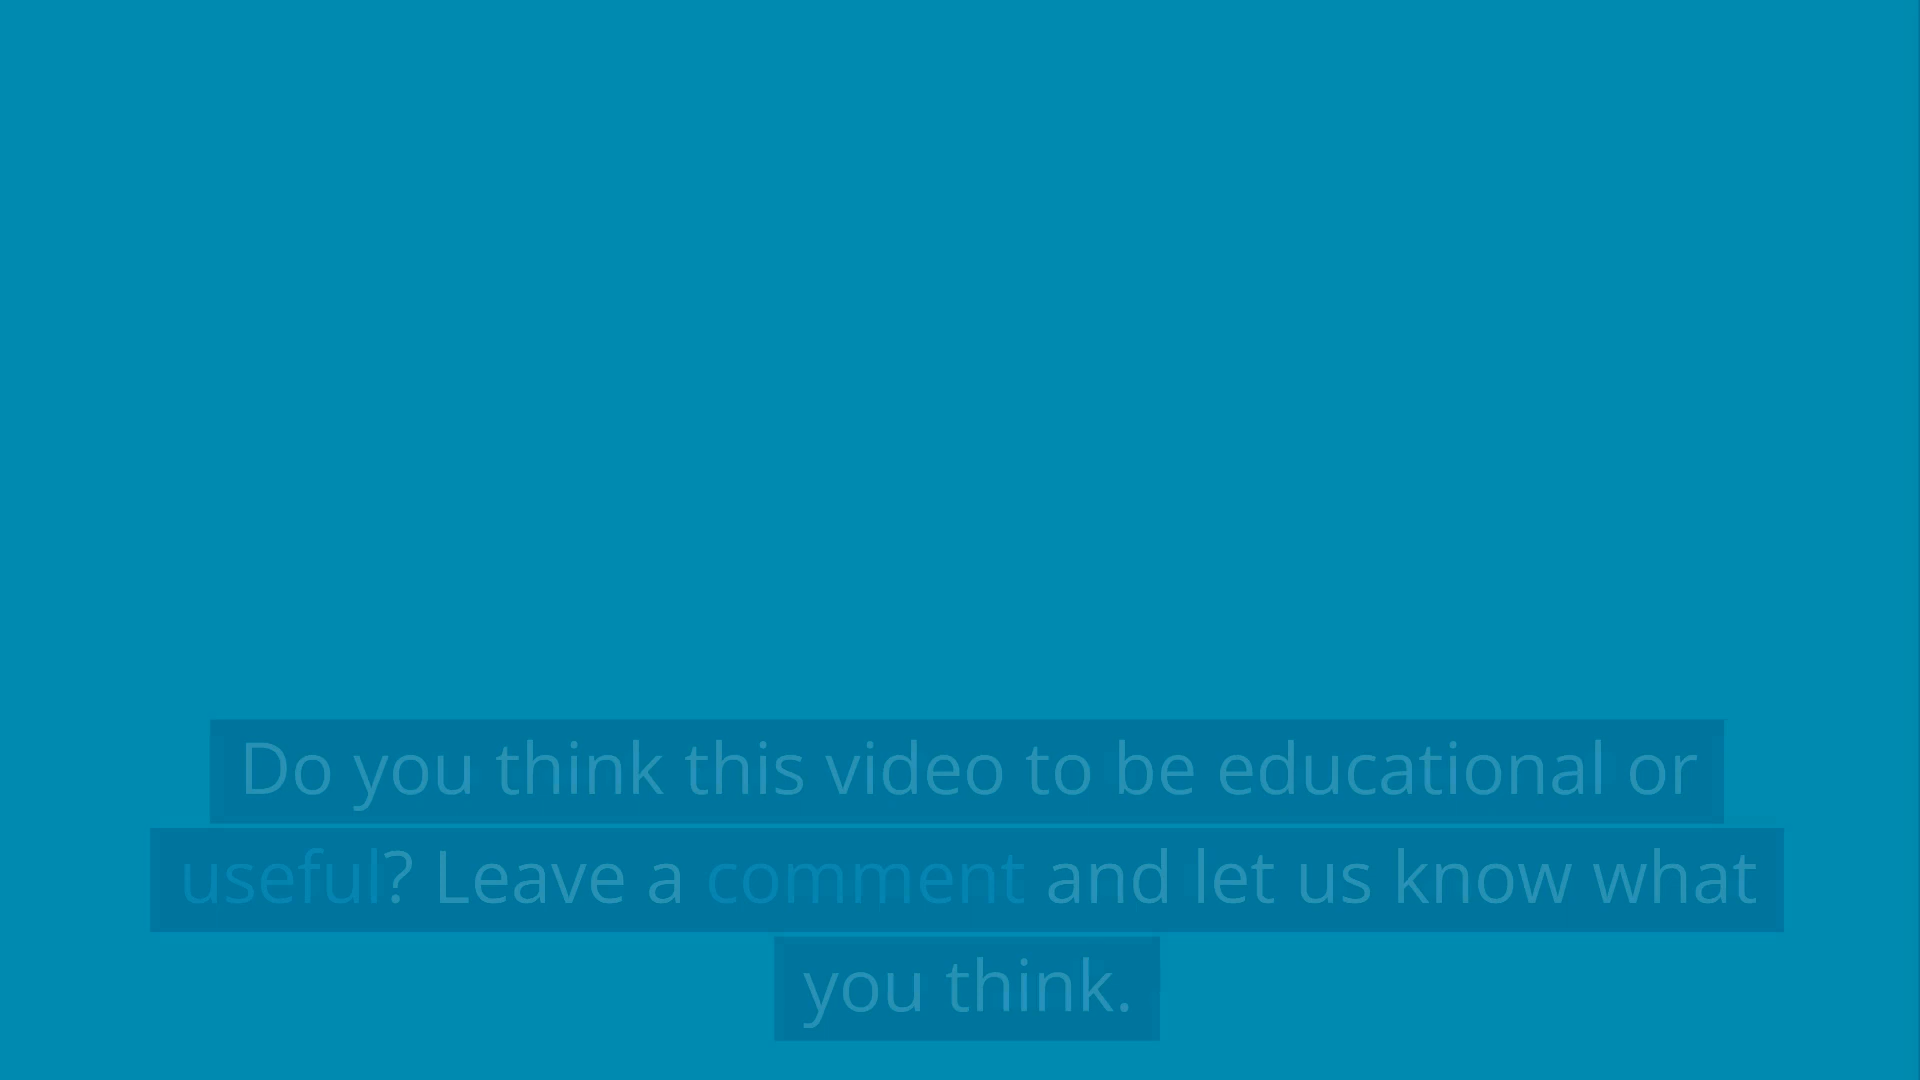 Do you think this video to be educational or
useful? Leave a comment and let us know what
you think.